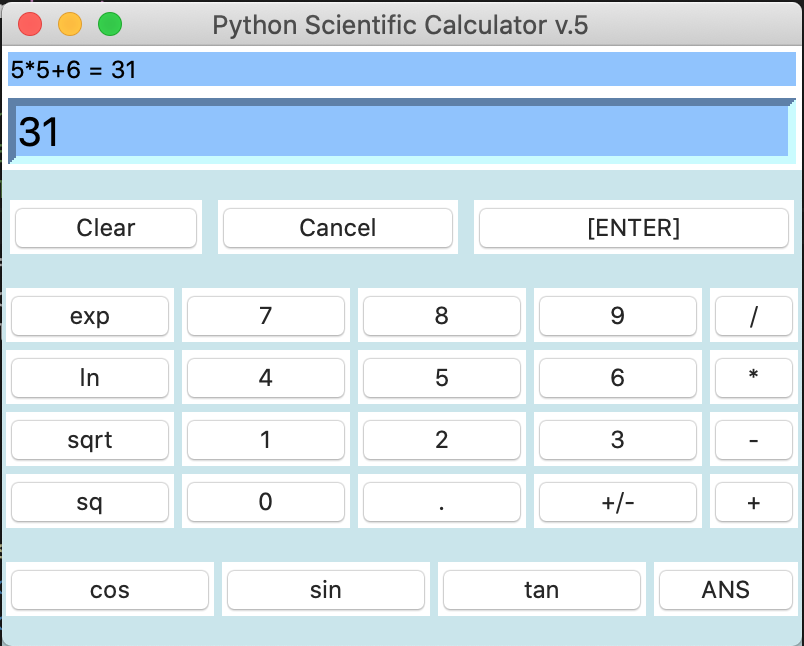 Python Scientific Calculator v.5
5*5+6 = 31
31
Clear Cancel [ENTER]
exp 7 8 9 /
ln 4 5 6 *
sqrt 1 2 3 -
sq 0 . +/- +
cos sin tan ANS